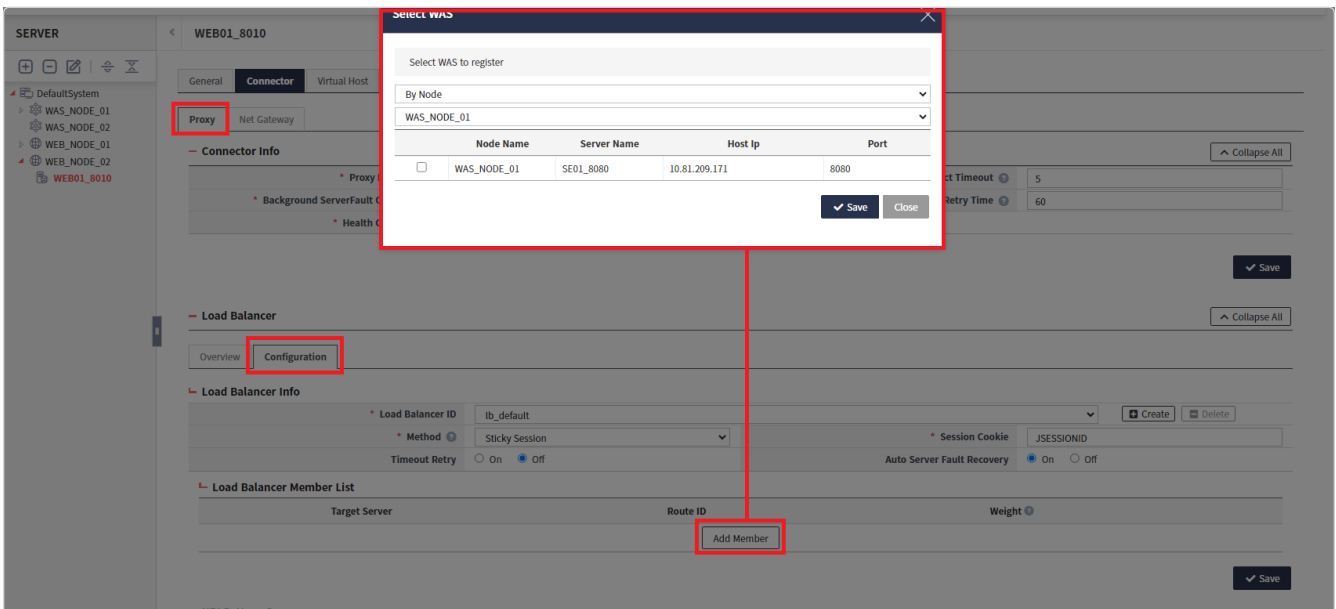 Select WAS
SERVER
WEB01_8010
Select WAS to register
General Connector Virtual Host
By Node
DefaultSystem
WAS_NODE_01
WAS_NODE_01
Proxy Net Gateway
WAS_NODE_02
WEB_NODE_01
Node Name Server Name Host Ip Port
Connector Info
Collapse All
WEB_NODE_02
WAS_NODE_01 SE01_8080 10.81.209.171 8080
WEB01_8010
* Proxy
ct Timeout 5
* Background ServerFault
Save Close
Retry Time 60
* Health
Save
Load Balancer
Collapse All
Overview Configuration
Load Balancer Info
* Load Balancer ID lb_default Create Delete
* Method Sticky Session * Session Cookie JSESSIONID
Timeout Retry On Off Auto Server Fault Recovery On Off
Load Balancer Member List
Target Server Route ID Weight
Add Member
Save